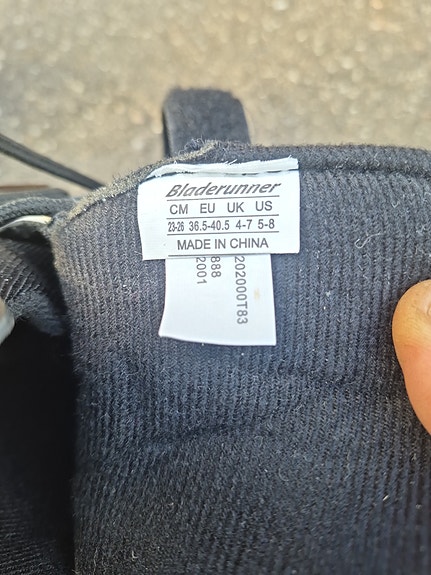 Bladerunner
CM EU UK US
23-26 36.5-40.5 4-7 5-8
MADE IN CHINA
202000T83
888
2001